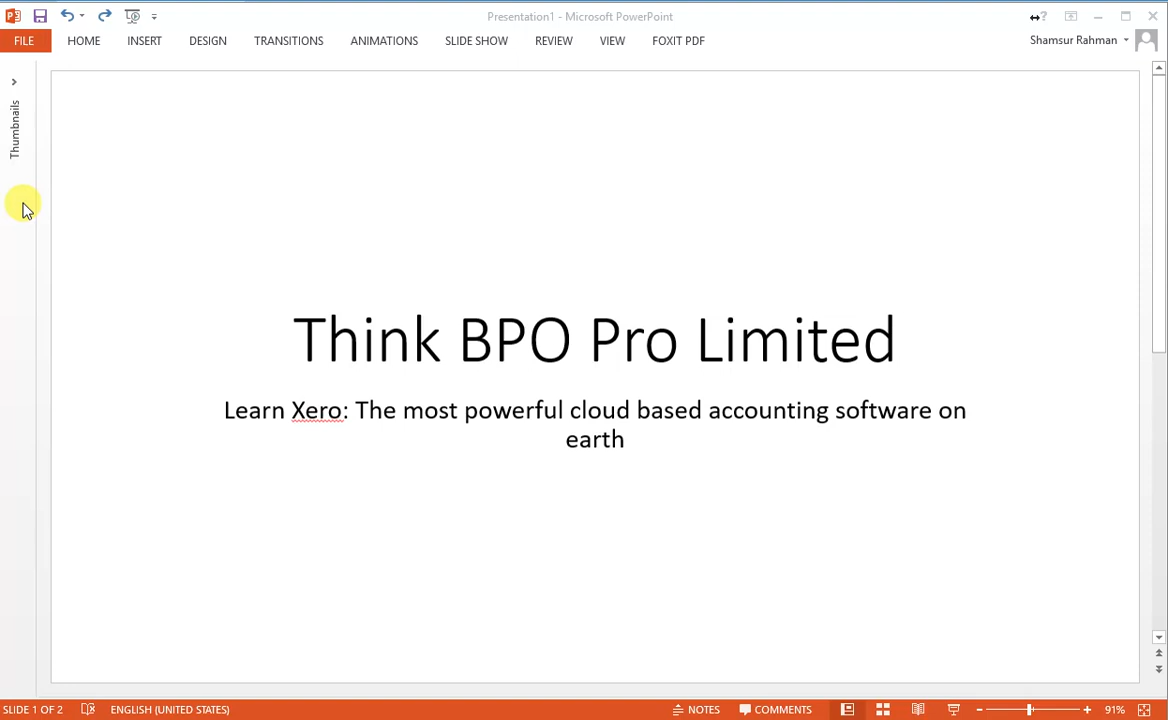 Presentation1 - Microsoft PowerPoint
FILE HOME INSERT DESIGN TRANSITIONS ANIMATIONS SLIDE SHOW REVIEW VIEW FOXIT PDF Shamsur Rahman
Thumbnails
Think BPO Pro Limited
Learn Xero: The most powerful cloud based accounting software on
earth
SLIDE 1 OF 2 ENGLISH (UNITED STATES) NOTES COMMENTS 91%